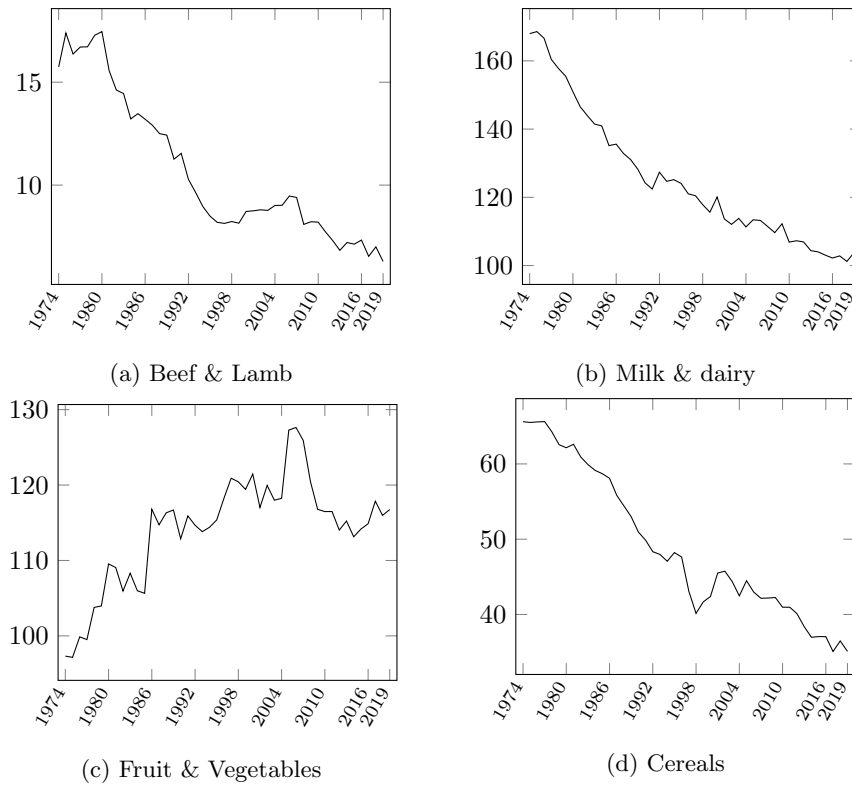 15
10
1974 1980 1986 1992 1998 2004 2010 2016 2019
(a) Beef & Lamb
160
140
120
100
1974 1980 1986 1992 1998 2004 2010 2016 2019
(b) Milk & dairy
130
120
110
100
1974 1980 1986 1992 1998 2004 2010 2016 2019
(c) Fruit & Vegetables
60
50
40
1974 1980 1986 1992 1998 2004 2010 2016 2019
(d) Cereals